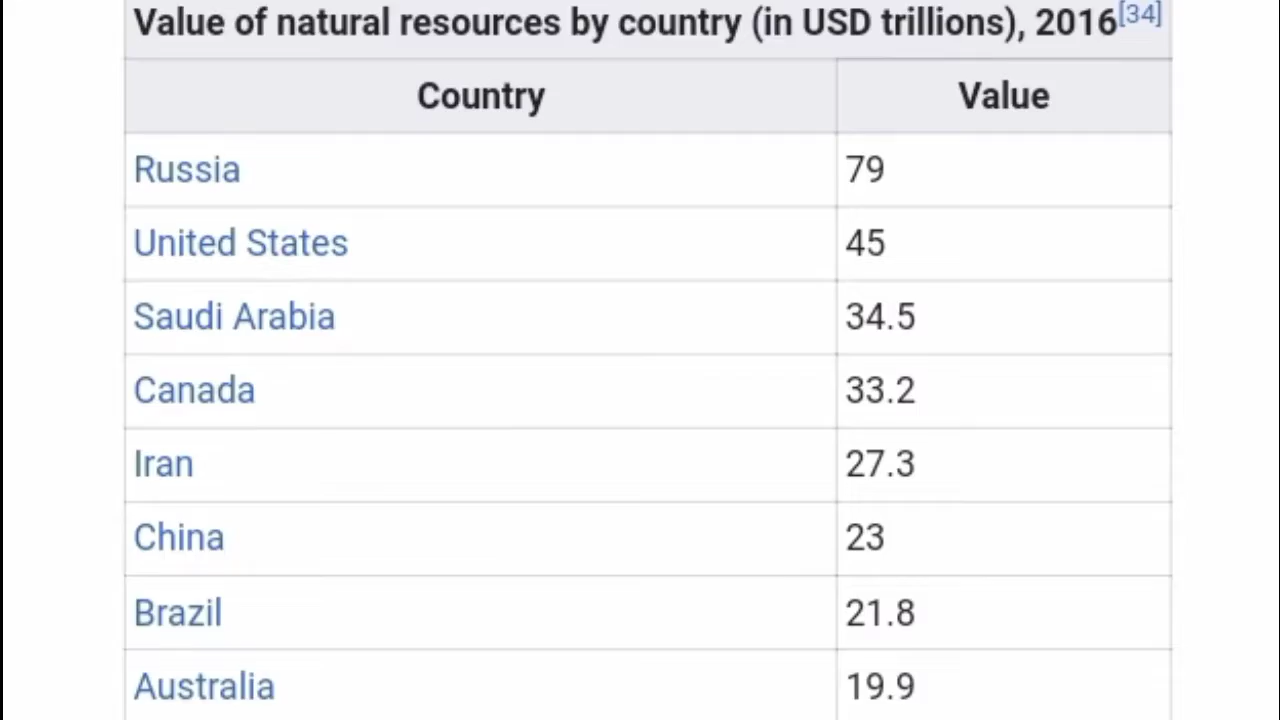 Value of natural resources by country (in USD trillions), 2016[34]
Country Value
Russia 79
United States 45
Saudi Arabia 34.5
Canada 33.2
Iran 27.3
China 23
Brazil 21.8
Australia 19.9